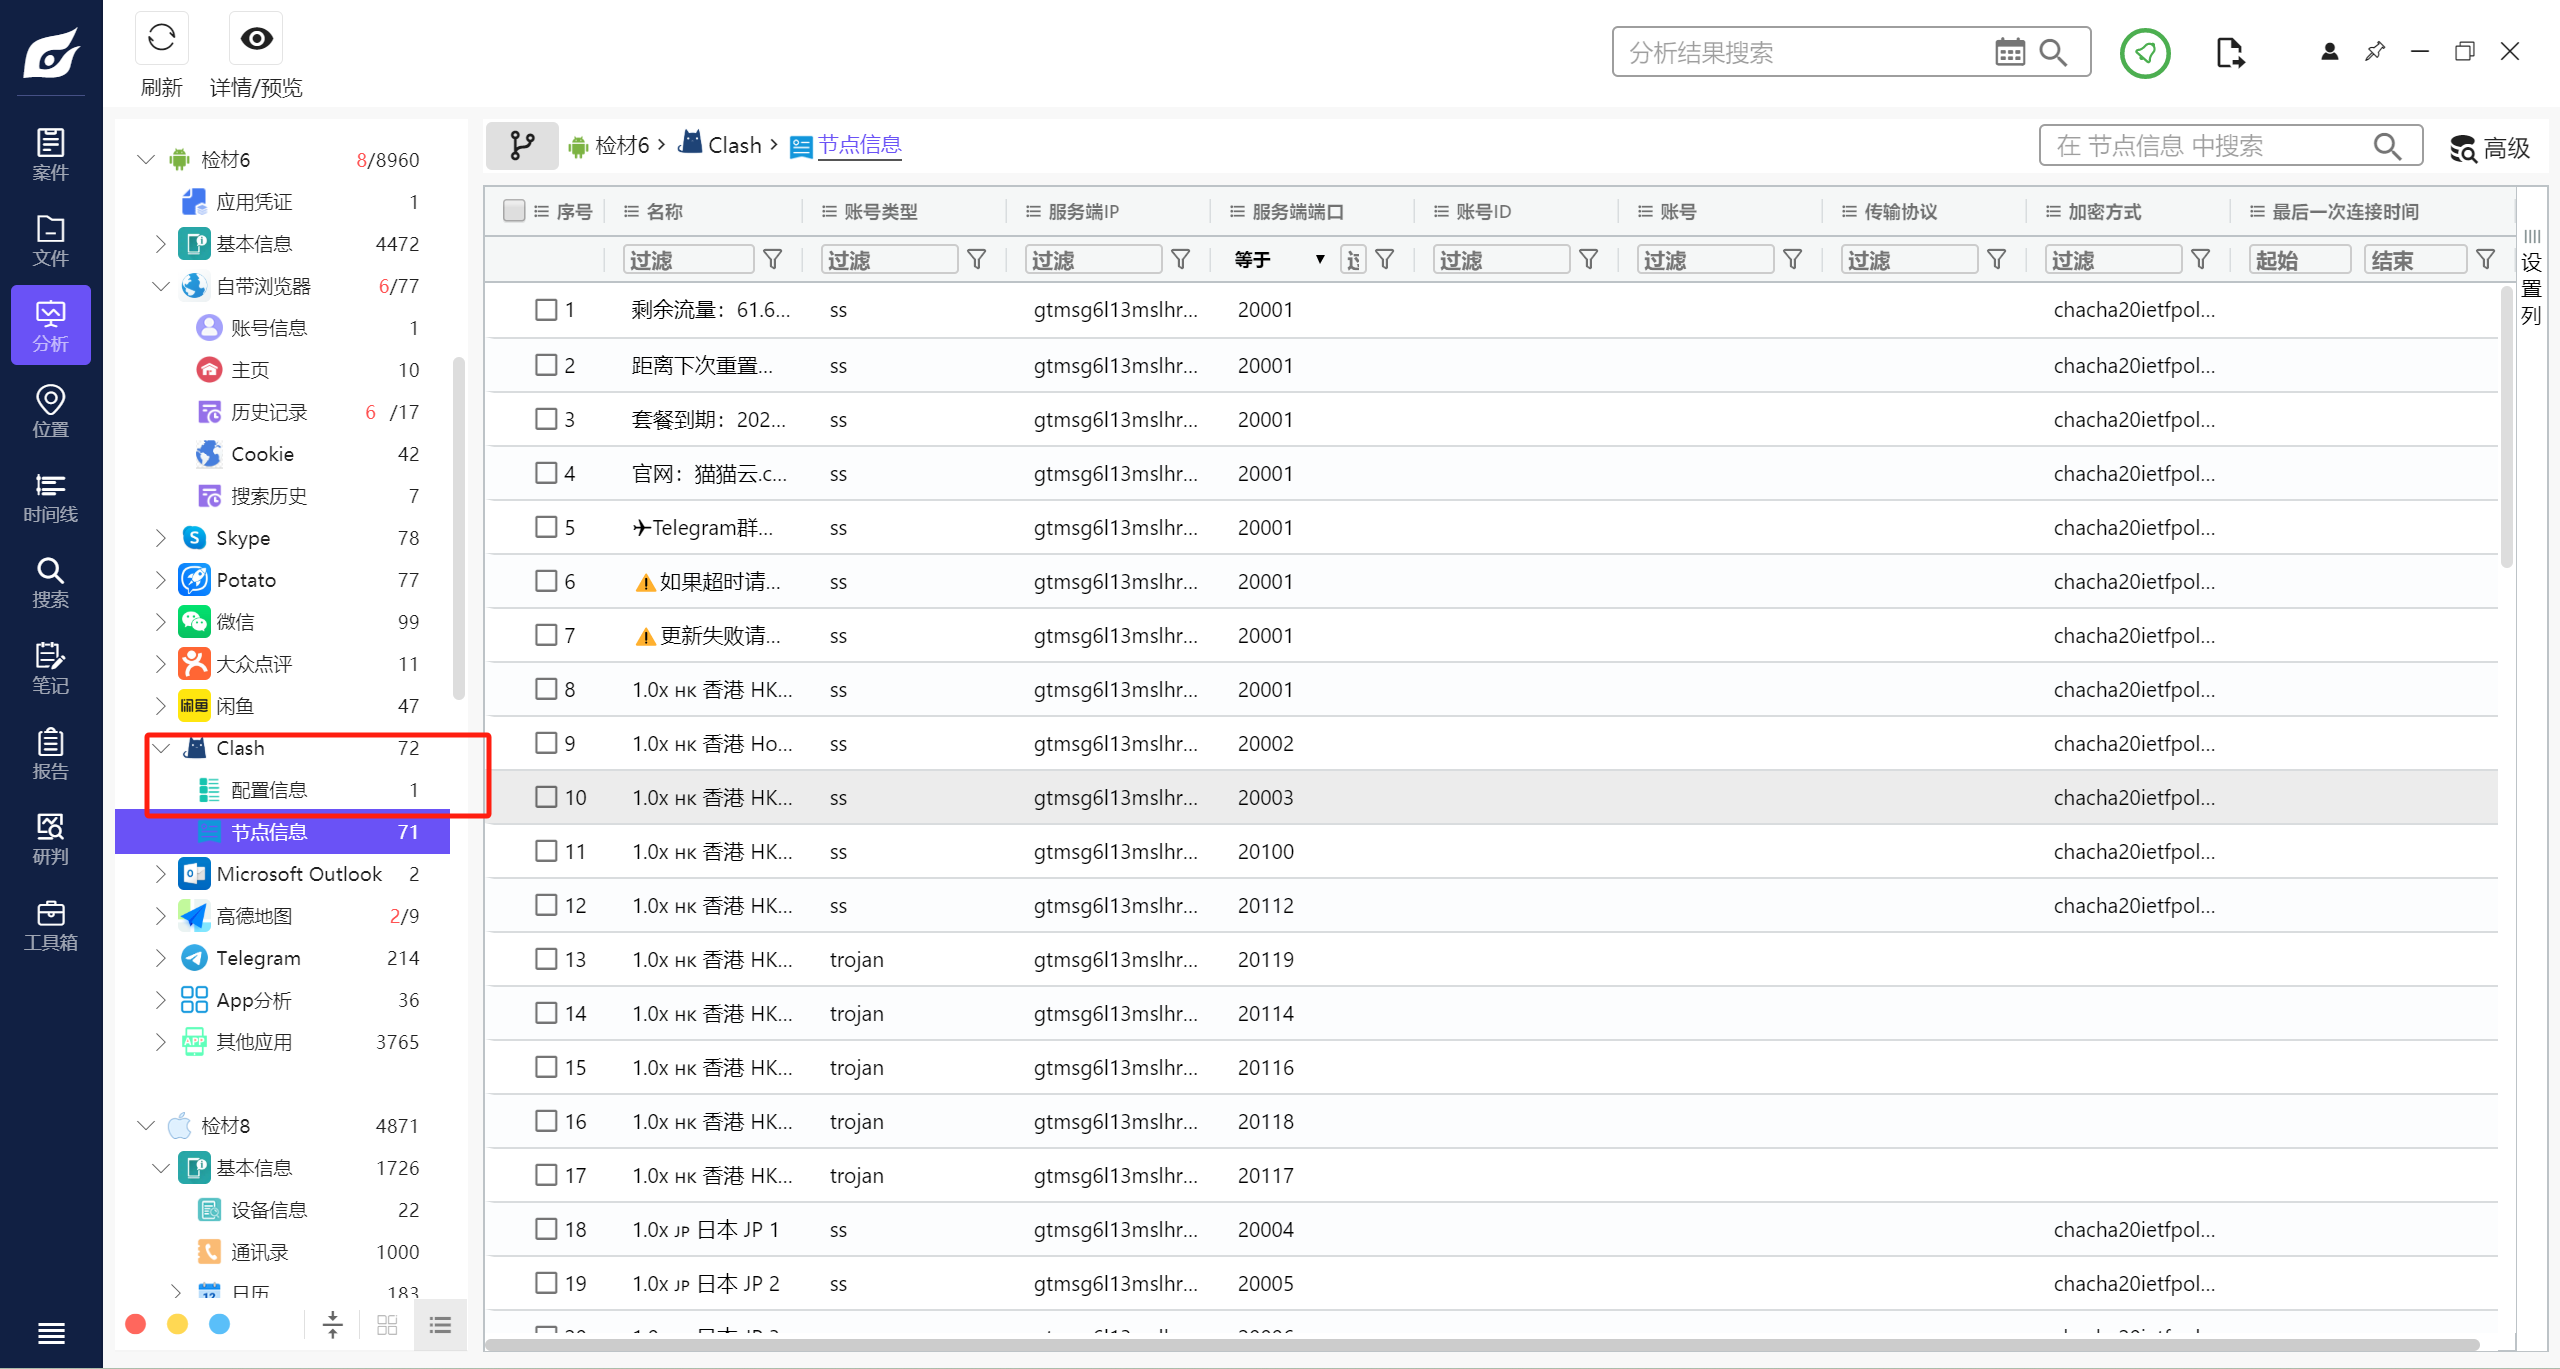 刷新
详情/预览
分析结果搜索
案件
文件
分析
位置
时间线
搜索
笔记
报告
研判
工具箱
检材6 8/8960
应用凭证 1
基本信息 4472
自带浏览器 6/77
账号信息 1
主页 10
历史记录 6 /17
Cookie 42
搜索历史 7
Skype 78
Potato 77
微信 99
大众点评 11
闲鱼 闲鱼 47
Clash 72
配置信息 1
节点信息 71
Microsoft Outlook 2
高德地图 2/9
Telegram 214
App分析 36
APP 其他应用 3765
检材8 4871
基本信息 1726
设备信息 22
通讯录 1000
日历 183
检材6 › Clash › 节点信息
在 节点信息 中搜索
高级
序号 名称 账号类型 服务端IP 服务端端口 账号ID 账号 传输协议 加密方式 最后一次连接时间
过滤 过滤 过滤 等于 过滤 过滤 过滤 过滤 起始 结束
设置列
1 剩余流量：61.6... ss gtmsg6l13mslhr... 20001 chacha20ietfpol...
2 距离下次重置... ss gtmsg6l13mslhr... 20001 chacha20ietfpol...
3 套餐到期：202... ss gtmsg6l13mslhr... 20001 chacha20ietfpol...
4 官网：猫猫云.c... ss gtmsg6l13mslhr... 20001 chacha20ietfpol...
5 ✈Telegram群... ss gtmsg6l13mslhr... 20001 chacha20ietfpol...
6 ⚠如果超时请... ss gtmsg6l13mslhr... 20001 chacha20ietfpol...
7 ⚠更新失败请... ss gtmsg6l13mslhr... 20001 chacha20ietfpol...
8 1.0x HK 香港 HK... ss gtmsg6l13mslhr... 20001 chacha20ietfpol...
9 1.0x HK 香港 Ho... ss gtmsg6l13mslhr... 20002 chacha20ietfpol...
10 1.0x HK 香港 HK... ss gtmsg6l13mslhr... 20003 chacha20ietfpol...
11 1.0x HK 香港 HK... ss gtmsg6l13mslhr... 20100 chacha20ietfpol...
12 1.0x HK 香港 HK... ss gtmsg6l13mslhr... 20112 chacha20ietfpol...
13 1.0x HK 香港 HK... trojan gtmsg6l13mslhr... 20119
14 1.0x HK 香港 HK... trojan gtmsg6l13mslhr... 20114
15 1.0x HK 香港 HK... trojan gtmsg6l13mslhr... 20116
16 1.0x HK 香港 HK... trojan gtmsg6l13mslhr... 20118
17 1.0x HK 香港 HK... trojan gtmsg6l13mslhr... 20117
18 1.0x JP 日本 JP 1 ss gtmsg6l13mslhr... 20004 chacha20ietfpol...
19 1.0x JP 日本 JP 2 ss gtmsg6l13mslhr... 20005 chacha20ietfpol...